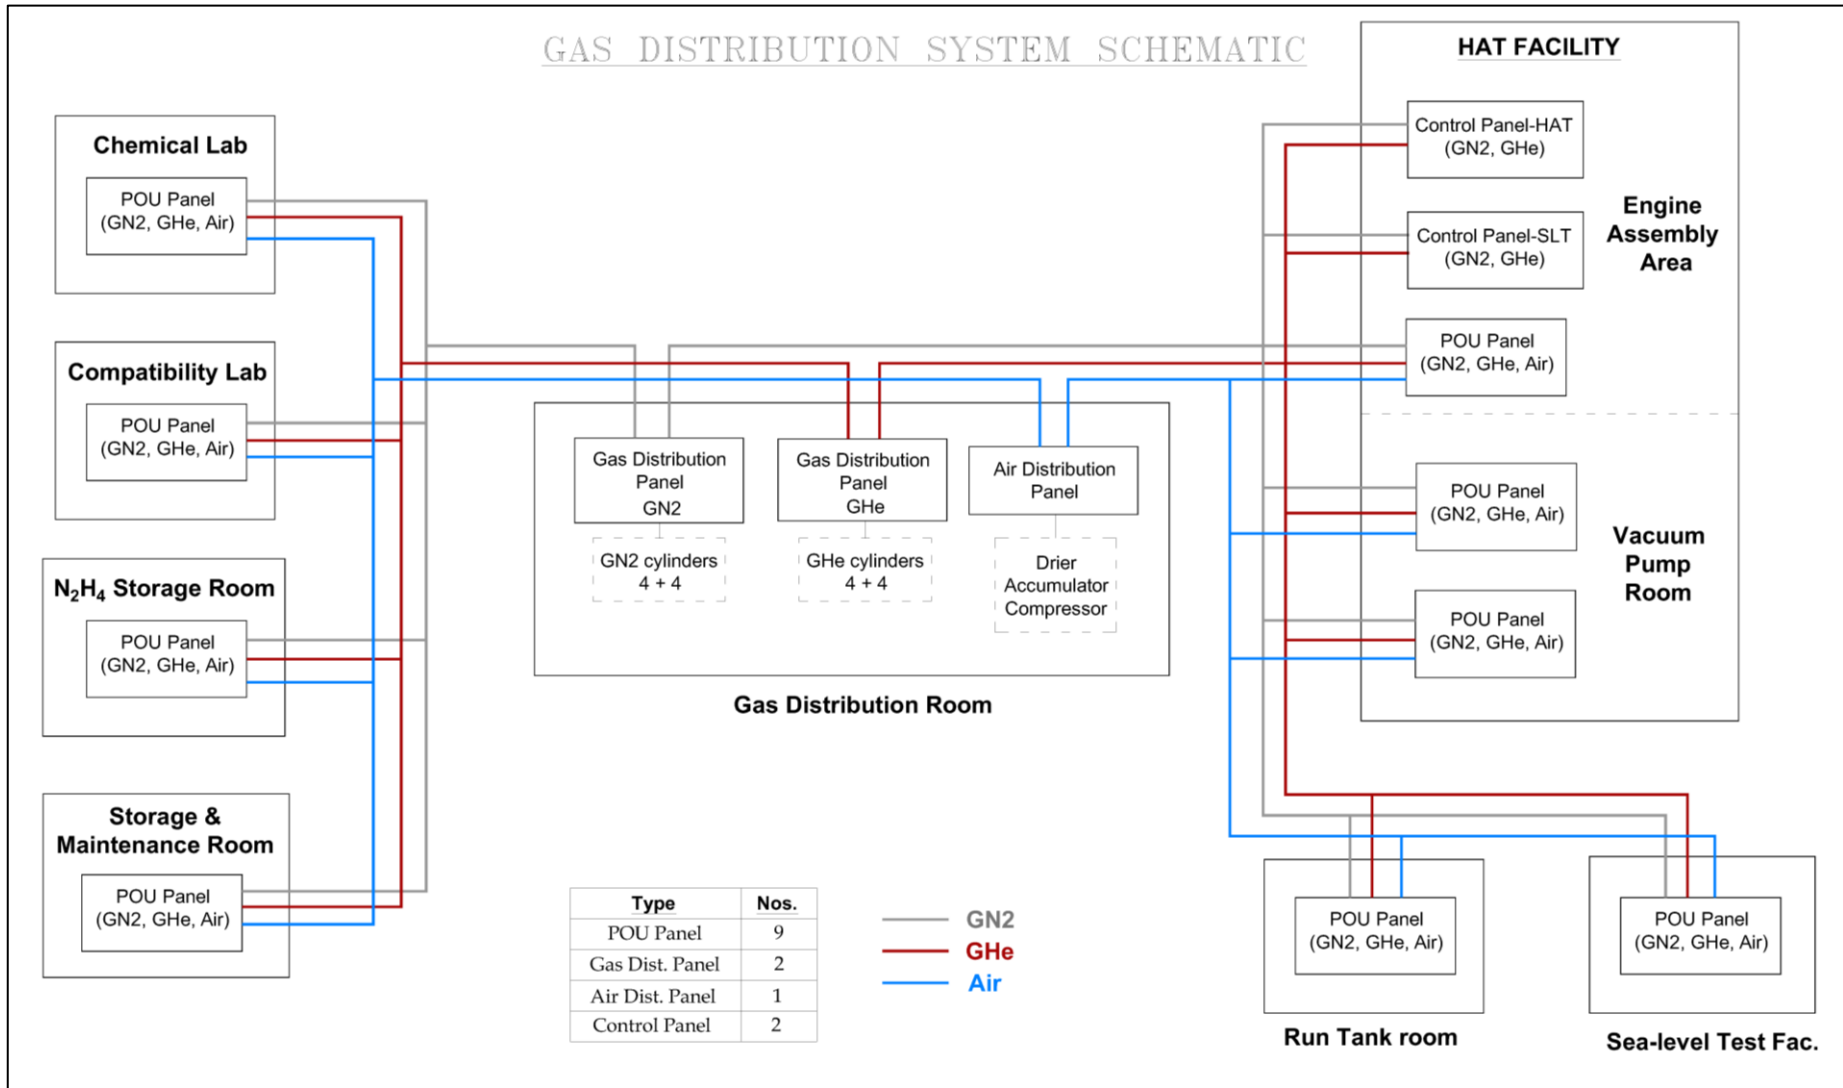 GAS DISTRIBUTION SYSTEM SCHEMATIC
Chemical Lab
POU Panel
(GN2, GHe, Air)
Compatibility Lab
POU Panel
(GN2, GHe, Air)
N₂H₄ Storage Room
POU Panel
(GN2, GHe, Air)
Storage &
Maintenance Room
POU Panel
(GN2, GHe, Air)
Gas Distribution
Panel
GN2
GN2 cylinders
4 + 4
Gas Distribution
Panel
GHe
GHe cylinders
4 + 4
Air Distribution
Panel
Drier
Accumulator
Compressor
Gas Distribution Room
Type Nos.
POU Panel 9
Gas Dist. Panel 2
Air Dist. Panel 1
Control Panel 2
GN2
GHe
Air
HAT FACILITY
Control Panel-HAT
(GN2, GHe)
Control Panel-SLT
(GN2, GHe)
POU Panel
(GN2, GHe, Air)
Engine
Assembly
Area
POU Panel
(GN2, GHe, Air)
POU Panel
(GN2, GHe, Air)
Vacuum
Pump
Room
POU Panel
(GN2, GHe, Air)
Run Tank room
POU Panel
(GN2, GHe, Air)
Sea-level Test Fac.